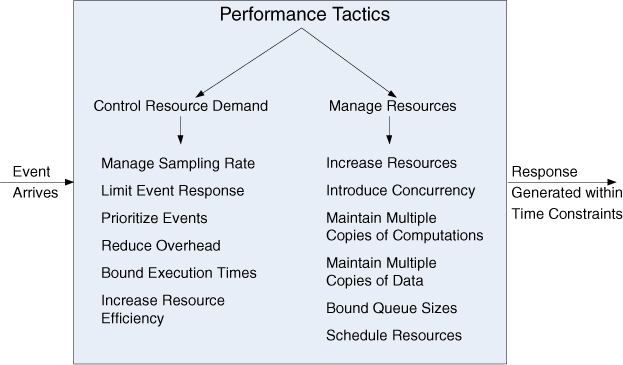 Performance Tactics
Control Resource Demand
Manage Sampling Rate
Limit Event Response
Prioritize Events
Reduce Overhead
Bound Execution Times
Increase Resource
Efficiency
Manage Resources
Increase Resources
Introduce Concurrency
Maintain Multiple
Copies of Computations
Maintain Multiple
Copies of Data
Bound Queue Sizes
Schedule Resources
Event
Arrives
Response
Generated within
Time Constraints